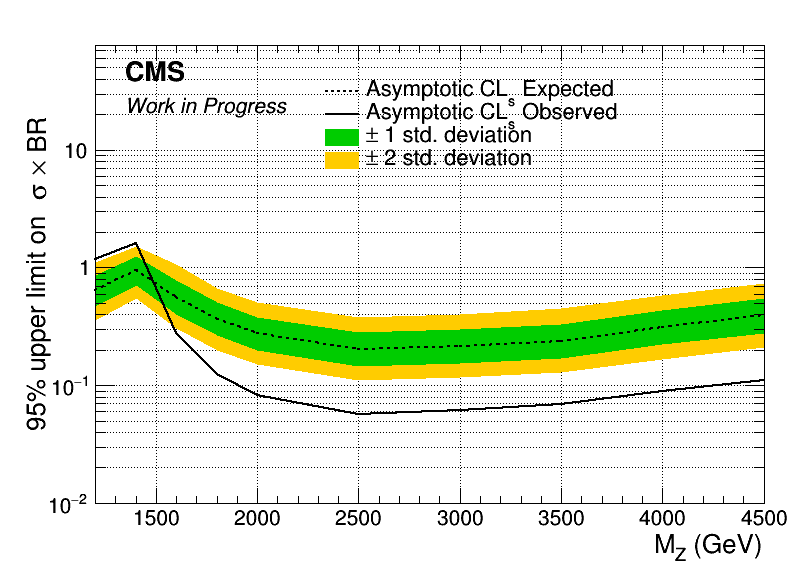 CMS
Work in Progress
Asymptotic CLs Expected
Asymptotic CLs Observed
± 1 std. deviation
± 2 std. deviation
95% upper limit on σ × BR
10
1
10⁻¹
10⁻²
1500 2000 2500 3000 3500 4000 4500
M_Z (GeV)